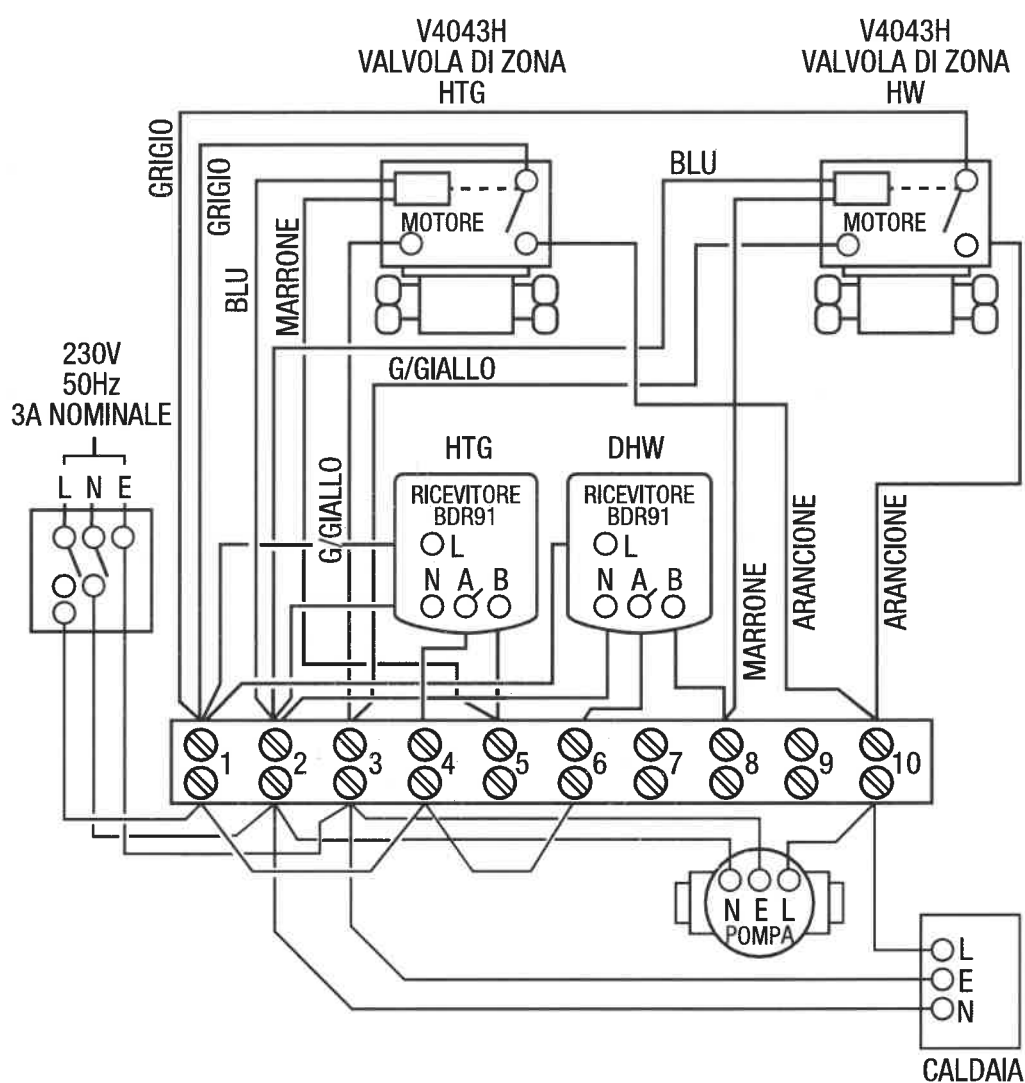 V4043H
VALVOLA DI ZONA
HTG
V4043H
VALVOLA DI ZONA
HW
GRIGIO
GRIGIO
BLU
MARRONE
MOTORE
BLU
MOTORE
G/GIALLO
230V
50Hz
3A NOMINALE
L N E
G/GIALLO
HTG
RICEVITORE
BDR91
L
N A B
DHW
RICEVITORE
BDR91
L
N A B
MARRONE
ARANCIONE
ARANCIONE
1 2 3 4 5 6 7 8 9 10
N E L
POMPA
L
E
N
CALDAIA